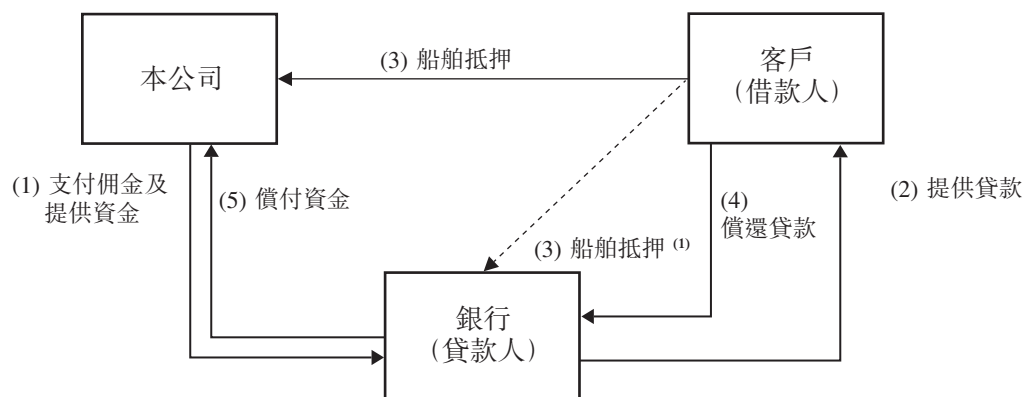 (3) 船舶抵押
本公司
客戶
（借款人）
(1) 支付佣金及
提供資金
(5) 償付資金
(4)
償還貸款
(2) 提供貸款
(3) 船舶抵押 (1)
銀行
（貸款人）